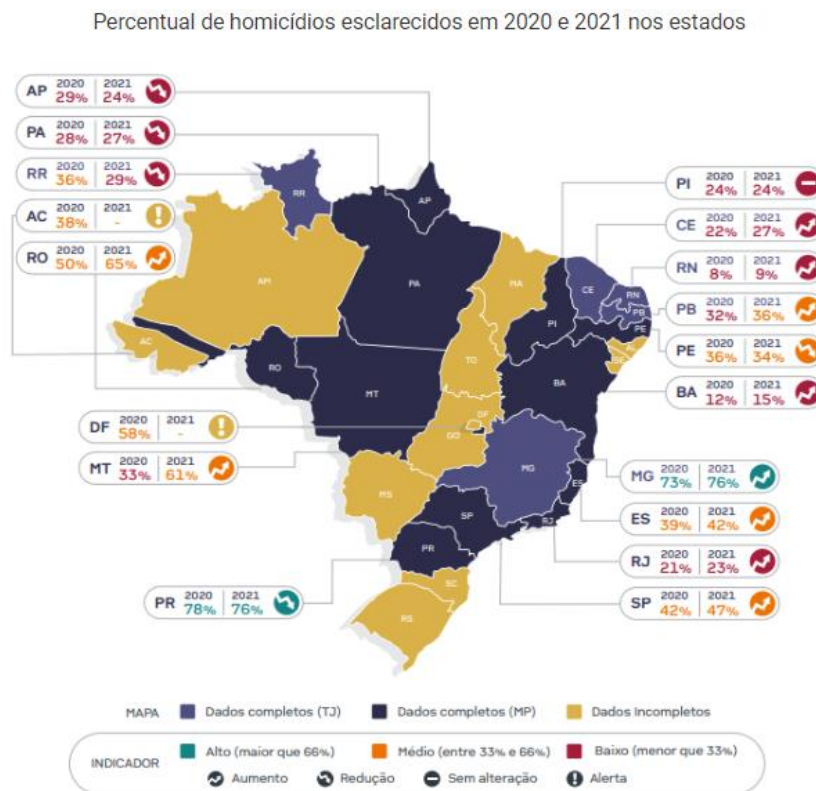 Percentual de homicídios esclarecidos em 2020 e 2021 nos estados
AP 2020 29% 2021 24%
PA 2020 28% 2021 27%
RR 2020 36% 2021 29%
AC 2020 38% 2021 -
RO 2020 50% 2021 65%
PI 2020 24% 2021 24%
CE 2020 22% 2021 27%
RN 2020 8% 2021 9%
PB 2020 32% 2021 36%
PE 2020 36% 2021 34%
BA 2020 12% 2021 15%
DF 2020 58% 2021 -
MT 2020 33% 2021 61%
MG 2020 73% 2021 76%
ES 2020 39% 2021 42%
RJ 2020 21% 2021 23%
SP 2020 42% 2021 47%
PR 2020 78% 2021 76%
RR
AP
AM
PA
MA
CE
RN
PB
PE
PI
AC
TO
SE
RO
BA
MT
DF
GO
MG
MS
ES
SP
RJ
PR
SC
RS
MAPA Dados completos (TJ) Dados completos (MP) Dados Incompletos
INDICADOR Alto (maior que 66%) Médio (entre 33% e 66%) Baixo (menor que 33%)
Aumento Redução Sem alteração Alerta